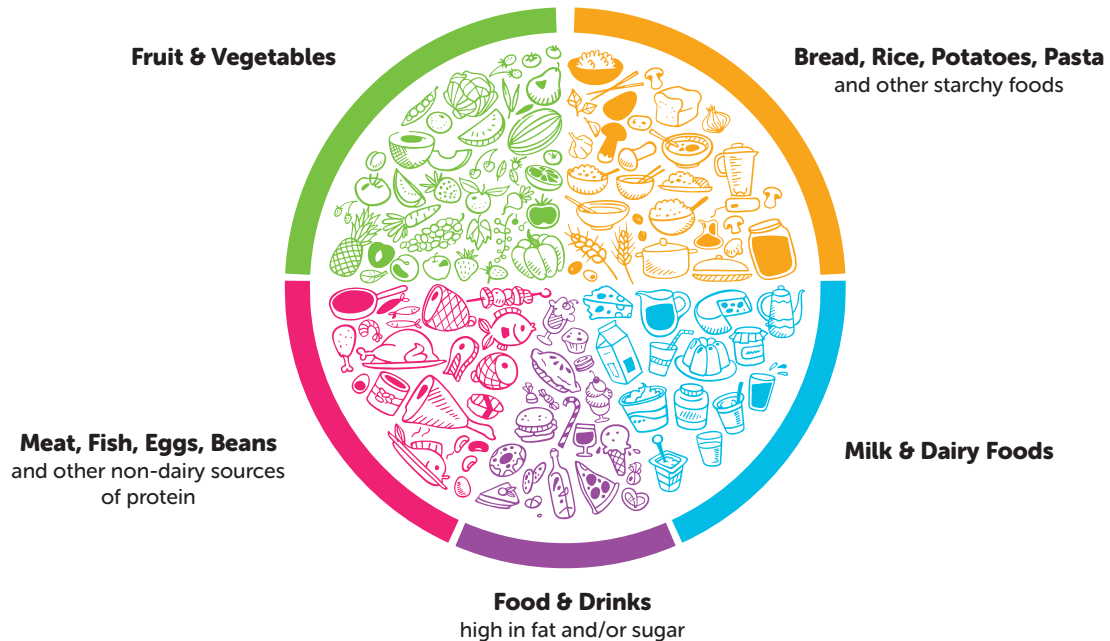 Fruit & Vegetables
Bread, Rice, Potatoes, Pasta
and other starchy foods
Meat, Fish, Eggs, Beans
and other non-dairy sources
of protein
Milk & Dairy Foods
Food & Drinks
high in fat and/or sugar